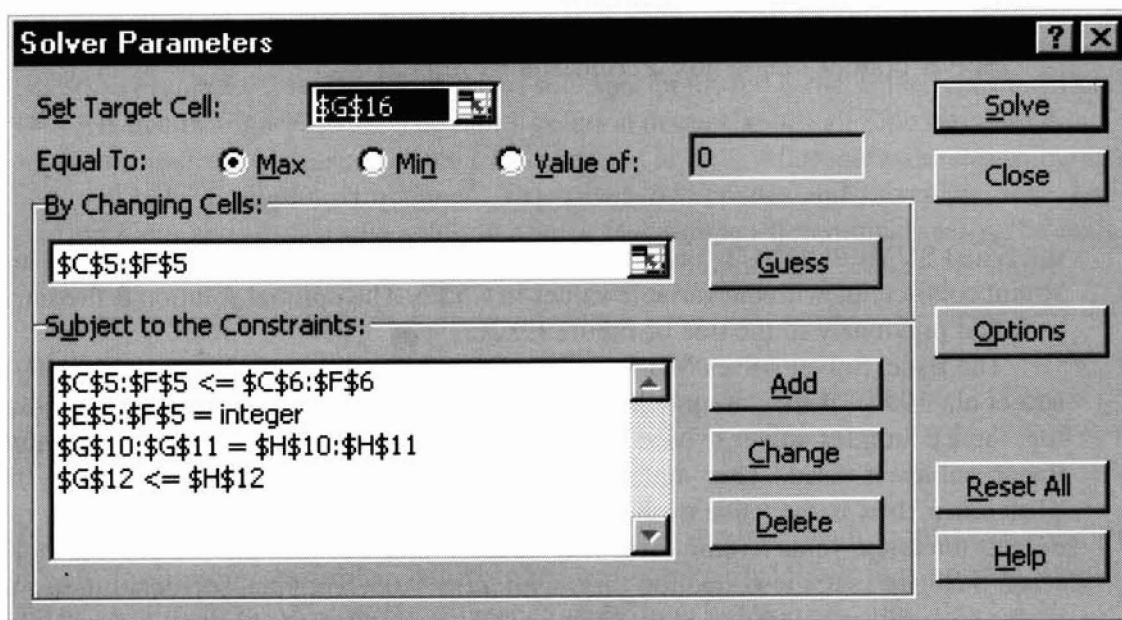 Solver Parameters
? X
Set Target Cell: $G$16
Solve
Equal To: Max Min Value of: 0
Close
By Changing Cells:
$C$5:$F$5
Guess
Subject to the Constraints:
Options
$C$5:$F$5 <= $C$6:$F$6
$E$5:$F$5 = integer
$G$10:$G$11 = $H$10:$H$11
$G$12 <= $H$12
Add
Change
Delete
Reset All
Help